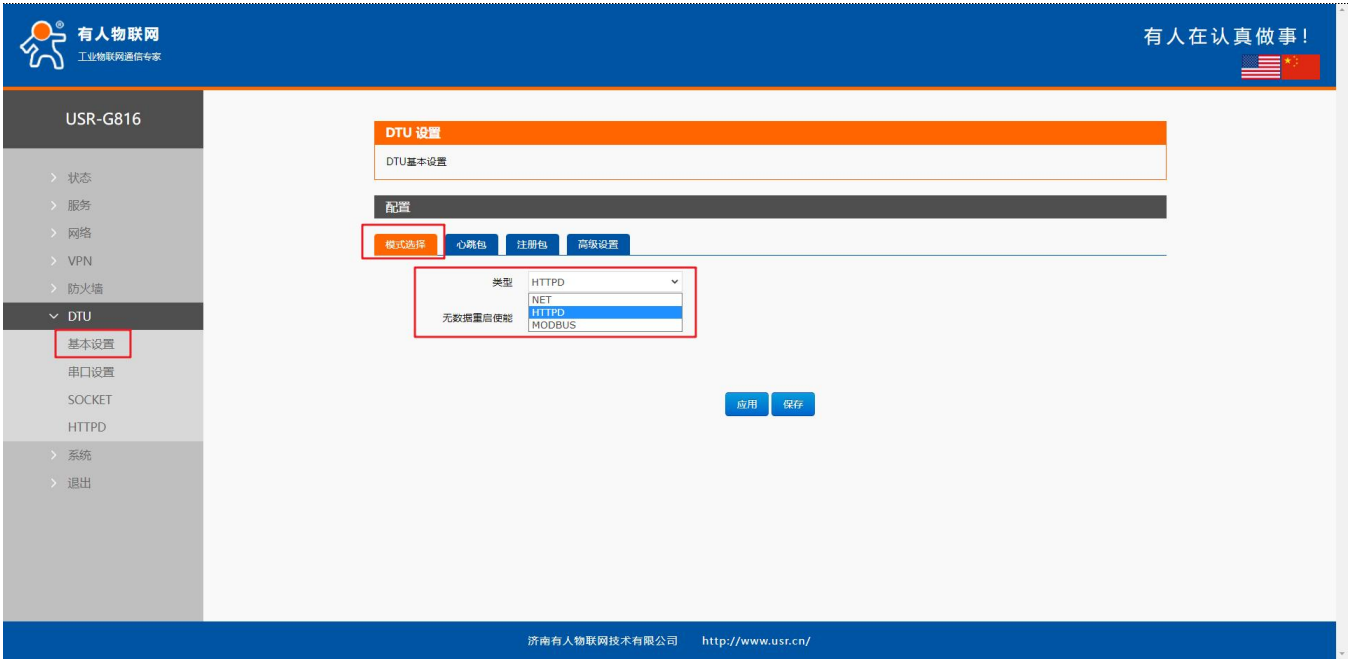 有人物联网
工业物联网通信专家
有人在认真做事!
USR-G816
状态
服务
网络
VPN
防火墙
DTU
基本设置
串口设置
SOCKET
HTTPD
系统
退出
DTU 设置
DTU基本设置
配置
模式选择 心跳包 注册包 高级设置
类型 HTTPD
NET
HTTPD
MODBUS
无数据重启使能
应用 保存
济南有人物联网技术有限公司 http://www.usr.cn/